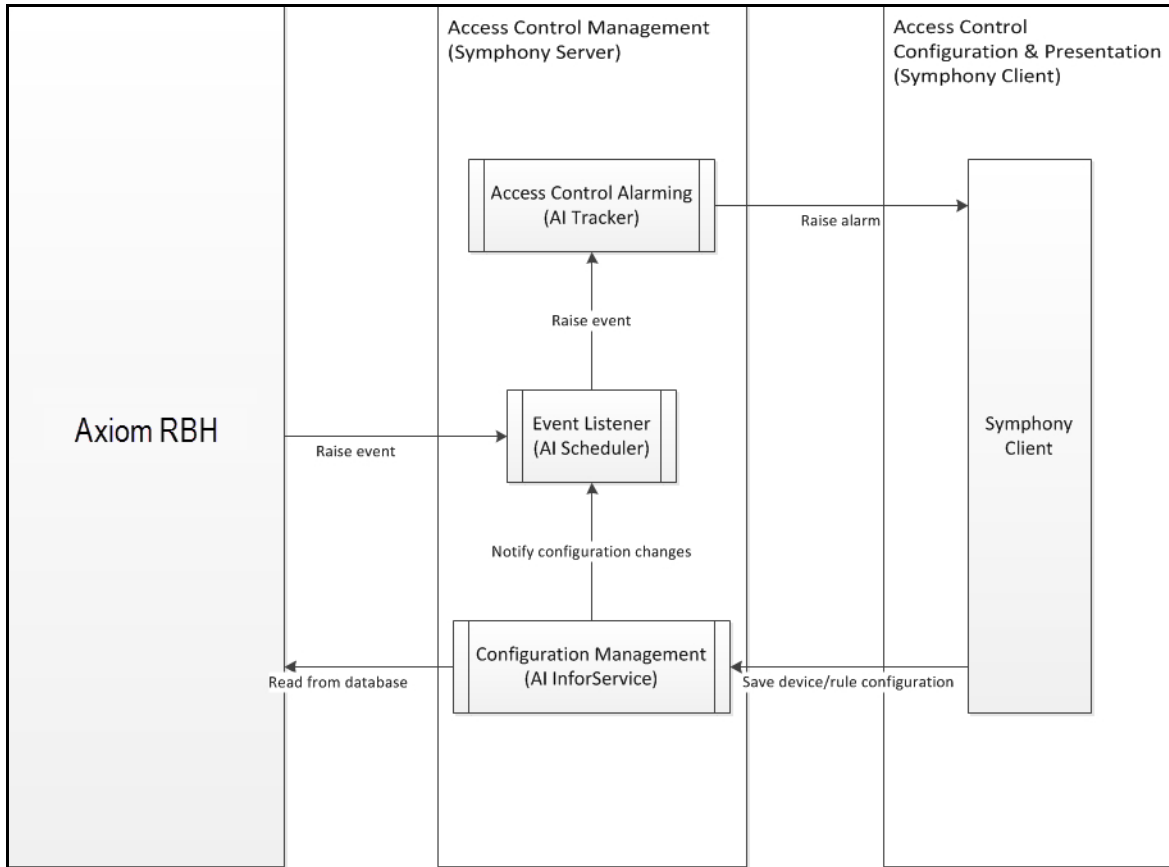 Access Control Management
(Symphony Server)
Access Control
Configuration & Presentation
(Symphony Client)
Access Control Alarming
(AI Tracker)
Raise alarm
Raise event
Axiom RBH
Raise event
Event Listener
(AI Scheduler)
Symphony
Client
Notify configuration changes
Configuration Management
(AI InforService)
Read from database
Save device/rule configuration